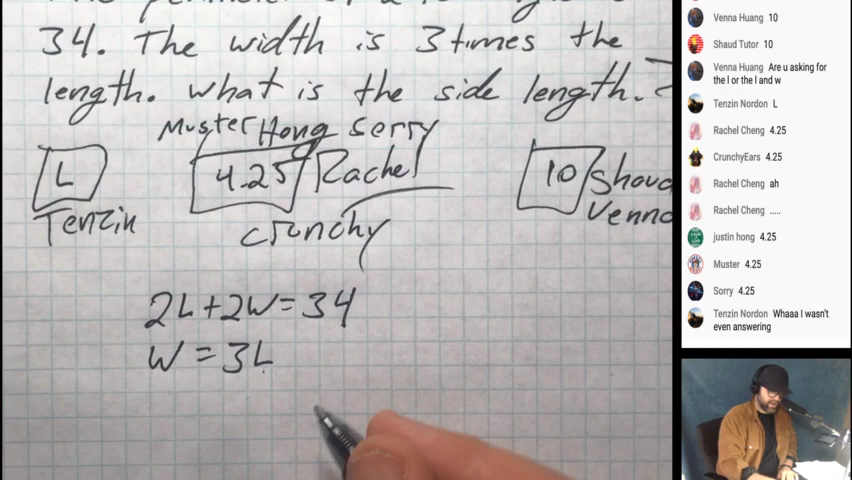 34. The width is 3 times the
length. What is the side length.
Muster Hong Sorry
L 4.25 Rachel 10 Shaud
Tenzin Crunchy Venna
2L+2W=34
W=3L
Venna Huang 10
Shaud Tutor 10
Venna Huang Are u asking for
the l or the l and w
Tenzin Nordon L
Rachel Cheng 4.25
CrunchyEars 4.25
Rachel Cheng ah
Rachel Cheng .....
justin hong 4.25
Muster 4.25
Sorry 4.25
Tenzin Nordon Whaaa I wasn't
even answering